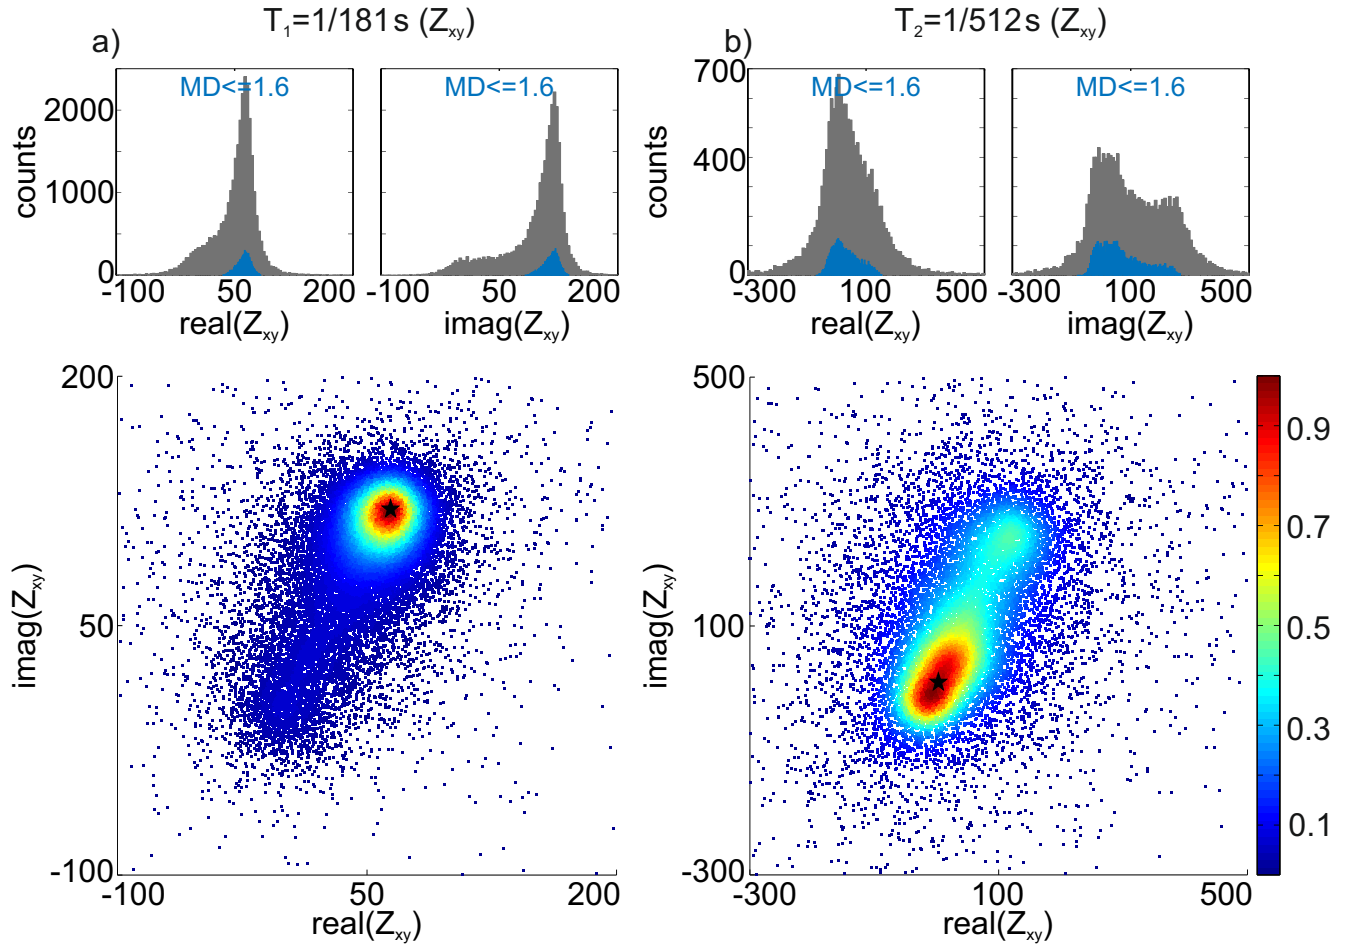 T1=1/181 s (Zxy)
T2=1/512 s (Zxy)
a)
b)
MD<=1.6
MD<=1.6
MD<=1.6
MD<=1.6
counts
2000
1000
0
-100 50 200
real(Zxy)
-100 50 200
imag(Zxy)
counts
700
400
0
-300 100 500
real(Zxy)
-300 100 500
imag(Zxy)
imag(Zxy)
200
50
-100
-100 50 200
real(Zxy)
imag(Zxy)
500
100
-300
-300 100 500
real(Zxy)
0.9
0.7
0.5
0.3
0.1